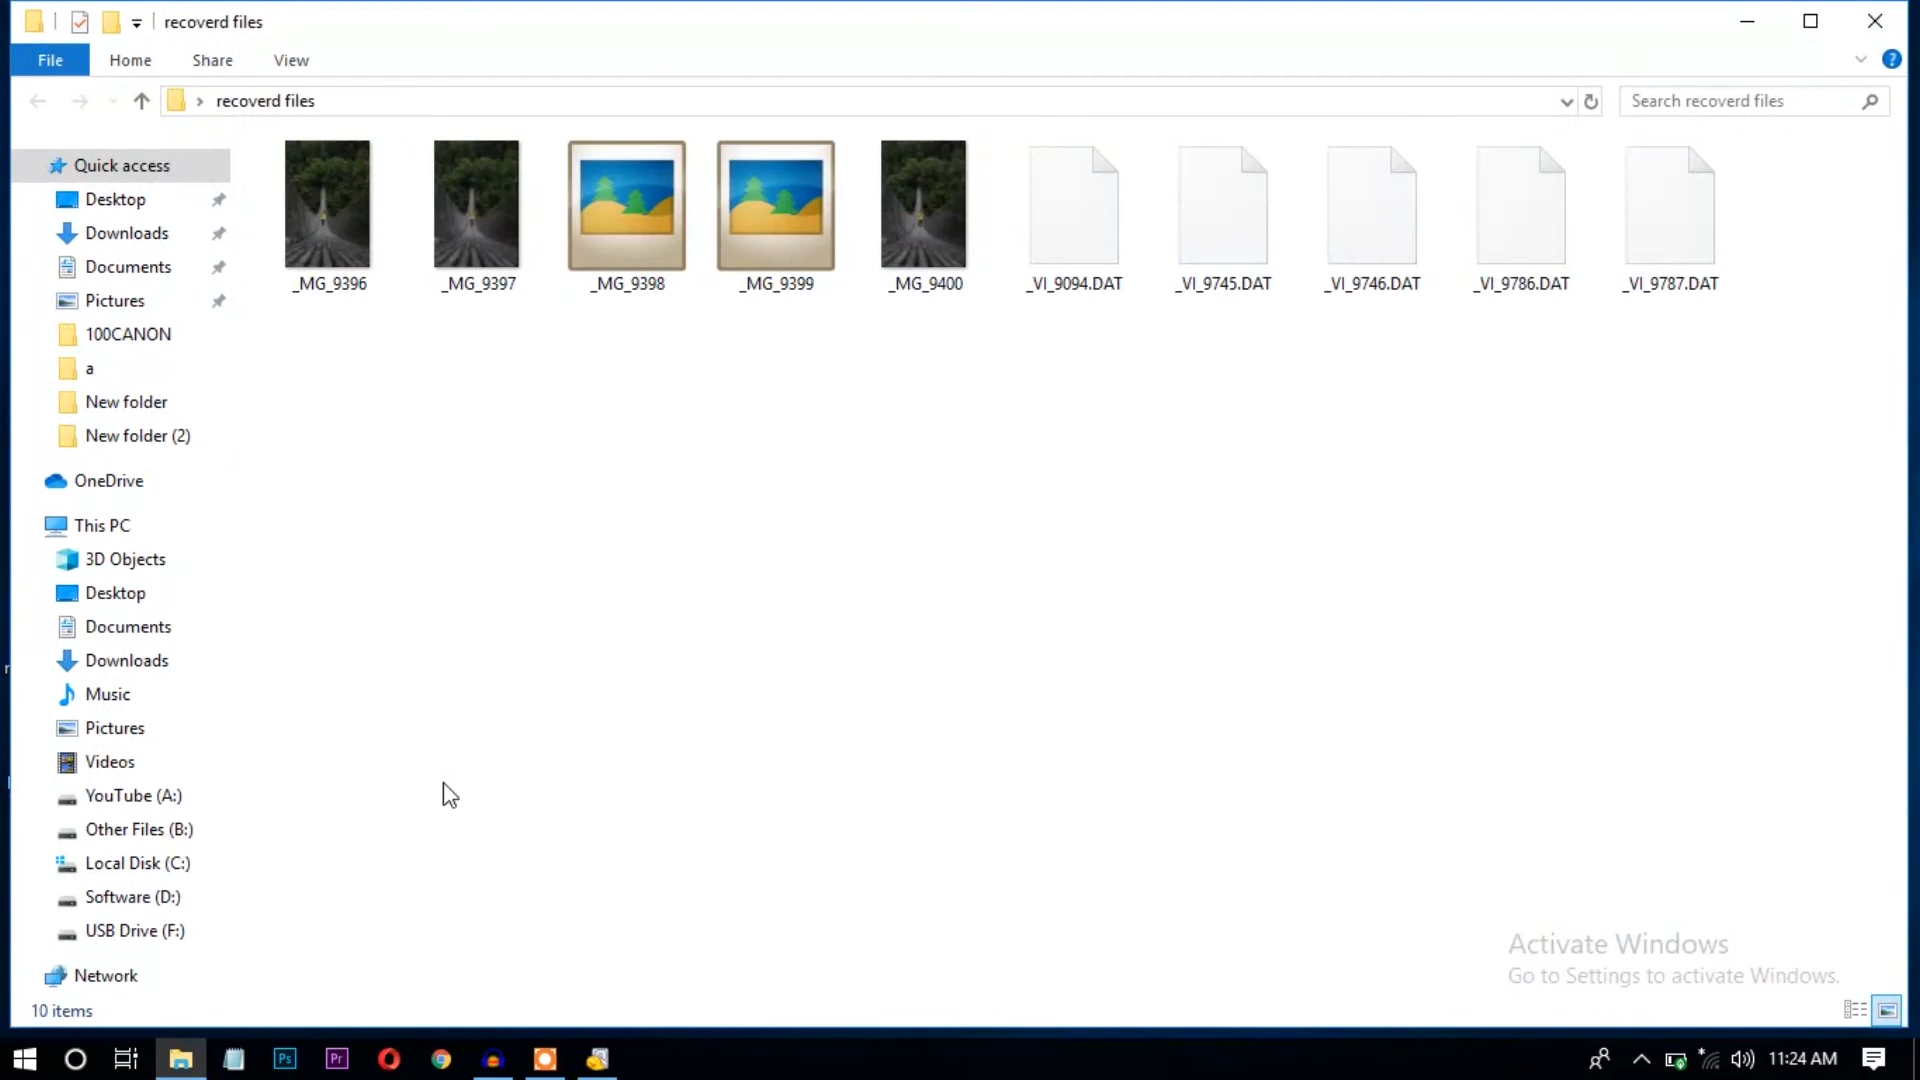 recoverd files
File
Home
Share
View
?
recoverd files
Search recoverd files
Quick access
Desktop
Downloads
Documents
Pictures
100CANON
a
New folder
New folder (2)
OneDrive
This PC
3D Objects
Desktop
Documents
Downloads
Music
Pictures
Videos
YouTube (A:)
Other Files (B:)
Local Disk (C:)
Software (D:)
USB Drive (F:)
Network
_MG_9396
_MG_9397
_MG_9398
_MG_9399
_MG_9400
_VI_9094.DAT
_VI_9745.DAT
_VI_9746.DAT
_VI_9786.DAT
_VI_9787.DAT
Activate Windows
Go to Settings to activate Windows.
10 items
Ps
Pr
11:24 AM